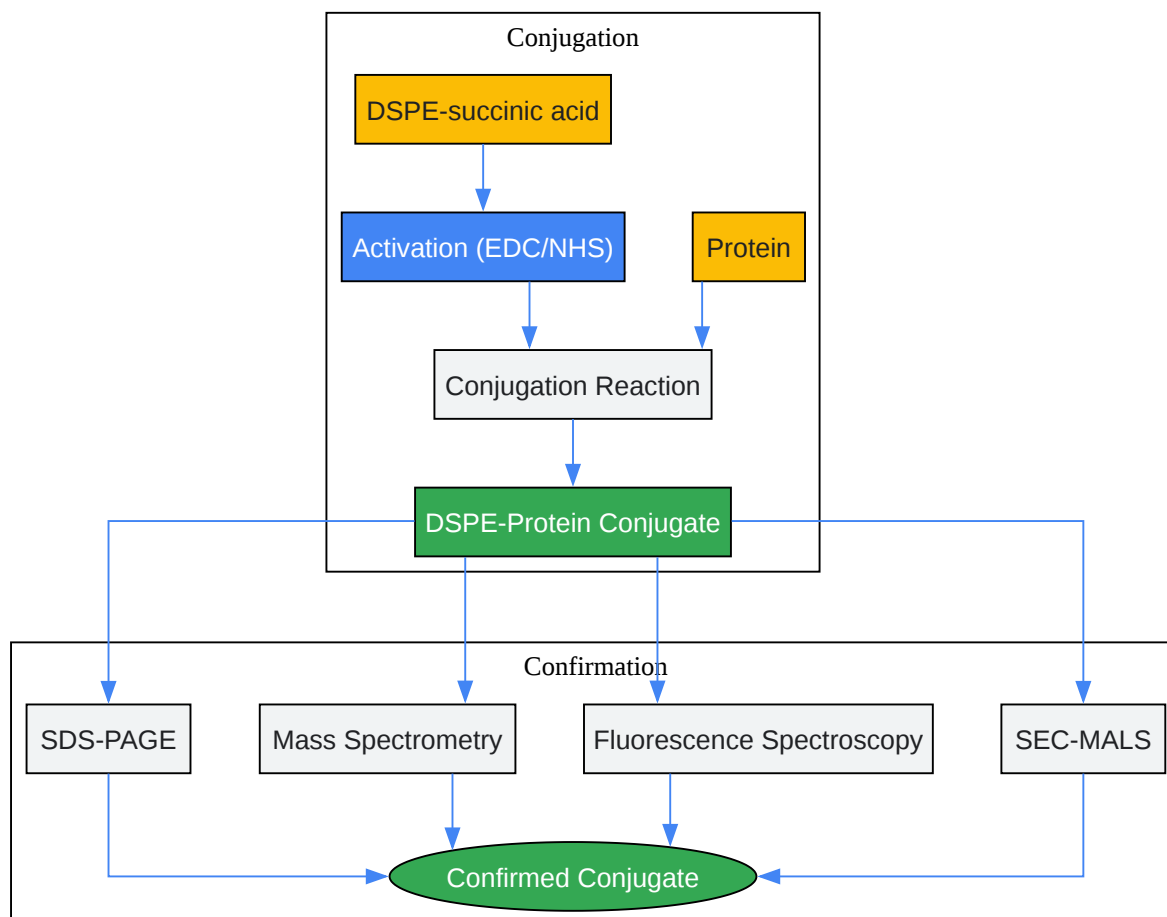 Conjugation
DSPE-succinic acid
Activation (EDC/NHS)
Protein
Conjugation Reaction
DSPE-Protein Conjugate
Confirmation
SDS-PAGE
Mass Spectrometry
Fluorescence Spectroscopy
SEC-MALS
Confirmed Conjugate